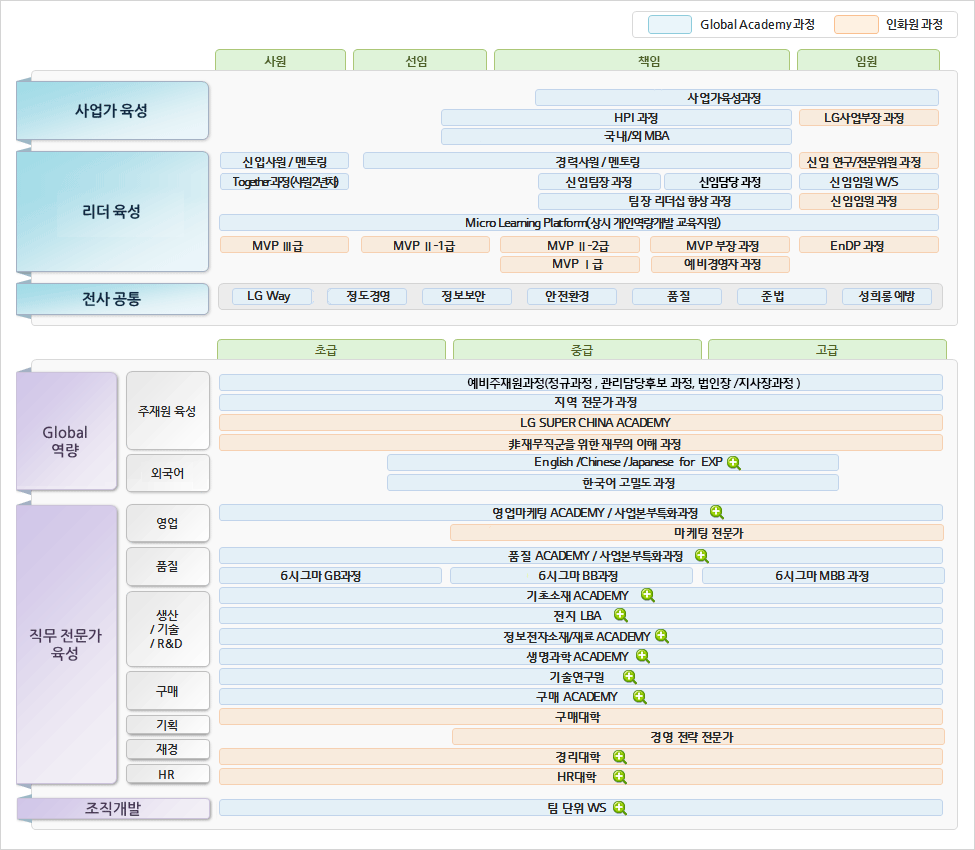 Global Academy 과정
인화원 과정
사원
선임
책임
임원
사업가 육성
사업가육성과정
HPI 과정
LG사업부장 과정
국내/외 MBA
리더 육성
신입사원 / 멘토링
경력사원 / 멘토링
신임 연구/전문위원 과정
Together과정(사원2년차)
신임팀장 과정
신임담당 과정
신임임원 W/S
팀장 리더십 향상 과정
신임임원 과정
Micro Learning Platform(상시 개인역량개발 교육지원)
MVP Ⅲ급
MVP Ⅱ-1급
MVP Ⅱ-2급
MVP 부장 과정
EnDP 과정
MVP Ⅰ급
예비경영자 과정
전사 공통
LG Way
정도경영
정보보안
안전환경
품질
준법
성희롱 예방
초급
중급
고급
Global
역량
주재원 육성
예비주재원과정(정규과정 , 관리담당후보 과정, 법인장 /지사장과정 )
지역 전문가 과정
LG SUPER CHINA ACADEMY
非재무직군을 위한 재무의 이해 과정
외국어
English /Chinese /Japanese for EXP
한국어 고밀도 과정
직무 전문가
육성
영업
영업마케팅 ACADEMY / 사업본부특화과정
마케팅 전문가
품질
품질 ACADEMY / 사업본부특화과정
6시그마 GB과정
6시그마 BB과정
6시그마 MBB 과정
생산
/ 기술
/ R&D
기초소재 ACADEMY
전지 LBA
정보전자소재/재료 ACADEMY
생명과학 ACADEMY
기술연구원
구매
구매 ACADEMY
구매대학
기획
경영 전략 전문가
재경
경리대학
HR
HR대학
조직개발
팀 단위 WS